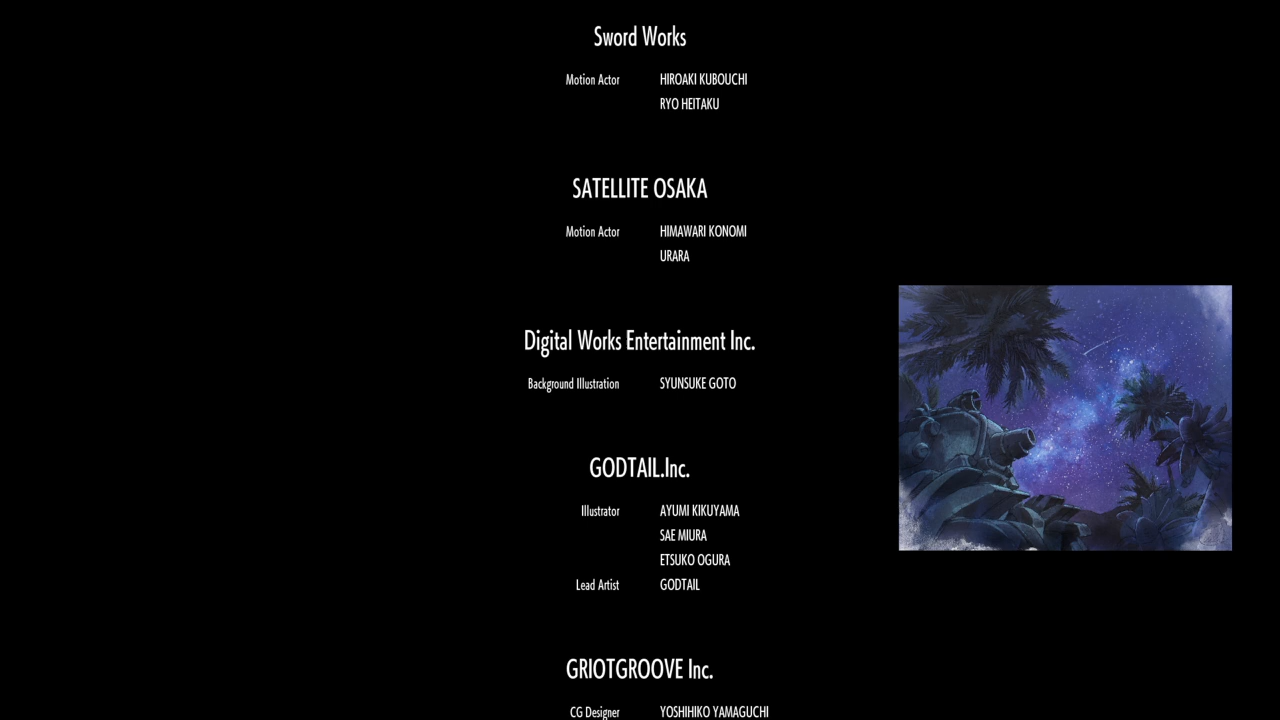 Sword Works
Motion Actor HIROAKI KUBOUCHI
RYO HEITAKU
SATELLITE OSAKA
Motion Actor HIMAWARI KONOMI
URARA
Digital Works Entertainment Inc.
Background Illustration SYUNSUKE GOTO
GODTAIL.Inc.
Illustrator AYUMI KIKUYAMA
SAE MIURA
ETSUKO OGURA
Lead Artist GODTAIL
GRIOTGROOVE Inc.
CG Designer YOSHIHIKO YAMAGUCHI